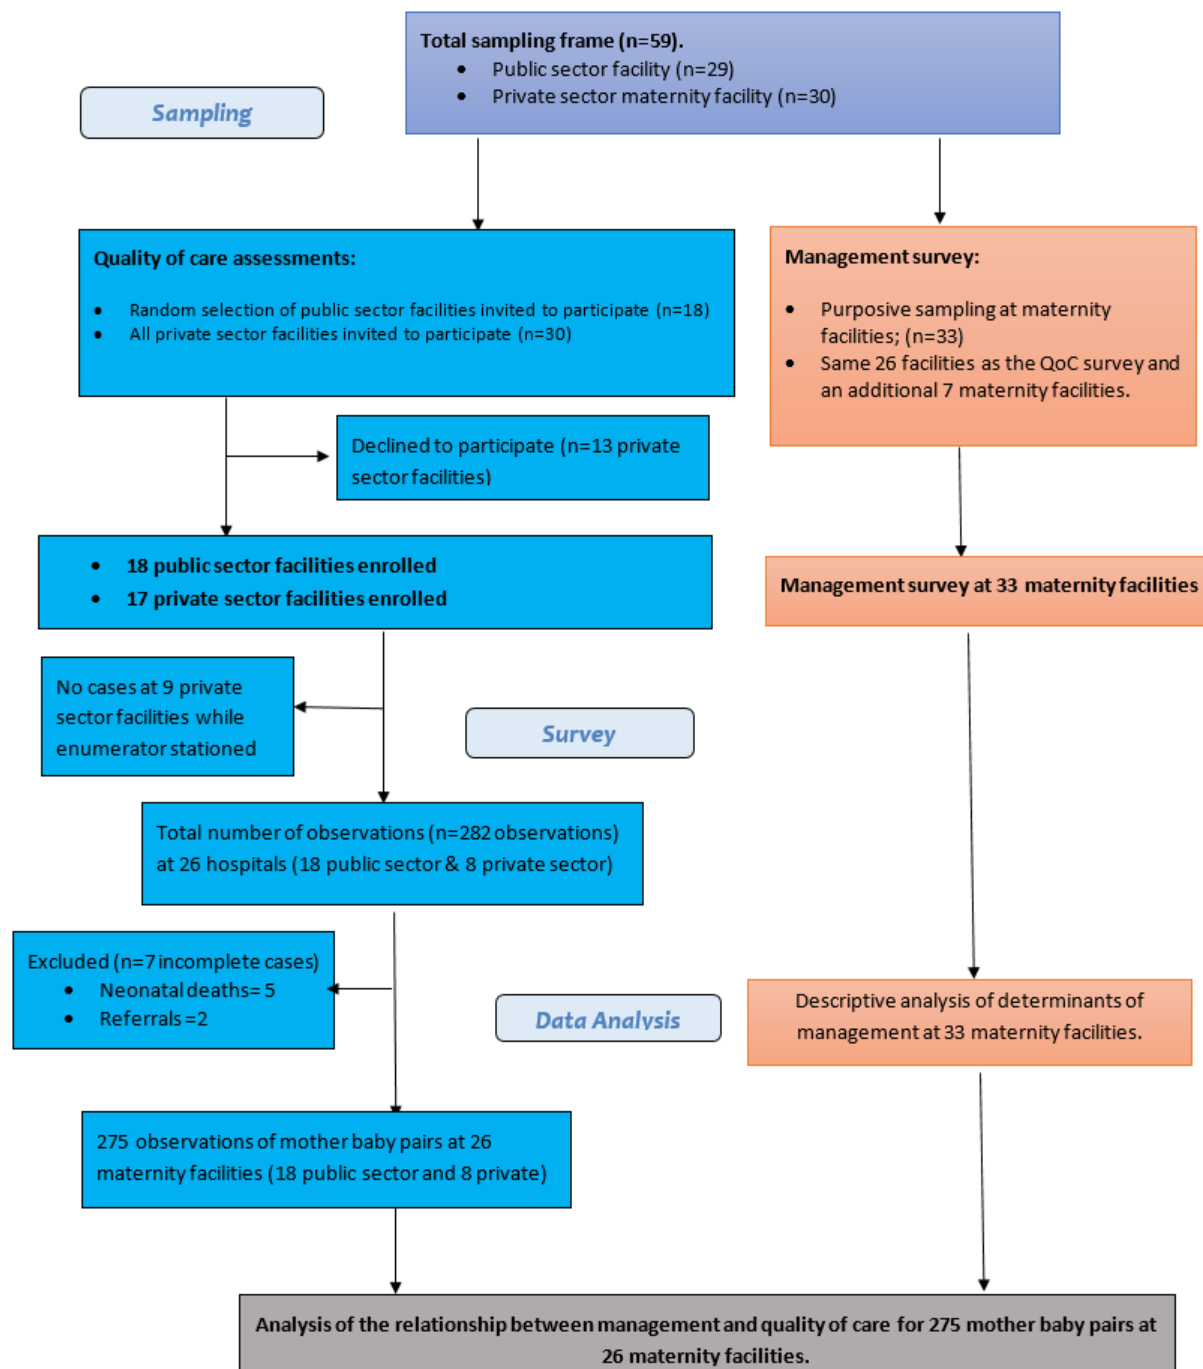 Total sampling frame (n=59).
• Public sector facility (n=29)
• Private sector maternity facility (n=30)
Sampling
Quality of care assessments:
• Random selection of public sector facilities invited to participate (n=18)
• All private sector facilities invited to participate (n=30)
Management survey:
• Purposive sampling at maternity
facilities; (n=33)
• Same 26 facilities as the QoC survey and
an additional 7 maternity facilities.
Declined to participate (n=13 private
sector facilities)
• 18 public sector facilities enrolled
• 17 private sector facilities enrolled
Management survey at 33 maternity facilities
No cases at 9 private
sector facilities while
enumerator stationed
Survey
Total number of observations (n=282 observations)
at 26 hospitals (18 public sector & 8 private sector)
Excluded (n=7 incomplete cases)
• Neonatal deaths= 5
• Referrals =2
Data Analysis
Descriptive analysis of determinants of
management at 33 maternity facilities.
275 observations of mother baby pairs at 26
maternity facilities (18 public sector and 8 private)
Analysis of the relationship between management and quality of care for 275 mother baby pairs at
26 maternity facilities.